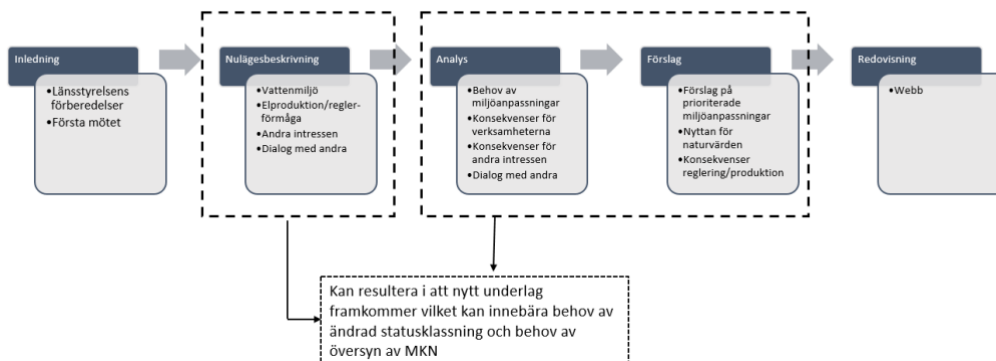 Inledning
•Länsstyrelsens
förberedelser
•Första mötet
Nulägesbeskrivning
•Vattenmiljö
•Elproduktion/regler-
förmåga
•Andra intressen
•Dialog med andra
Analys
•Behov av
miljöanpassningar
•Konsekvenser för
verksamheterna
•Konsekvenser för
andra intressen
•Dialog med andra
Förslag
•Förslag på
prioriterade
miljöanpassningar
•Nyttan för
naturvärden
•Konsekvenser
reglering/produktion
Redovisning
•Webb
Kan resultera i att nytt underlag
framkommer vilket kan innebära behov av
ändrad statusklassning och behov av
översyn av MKN